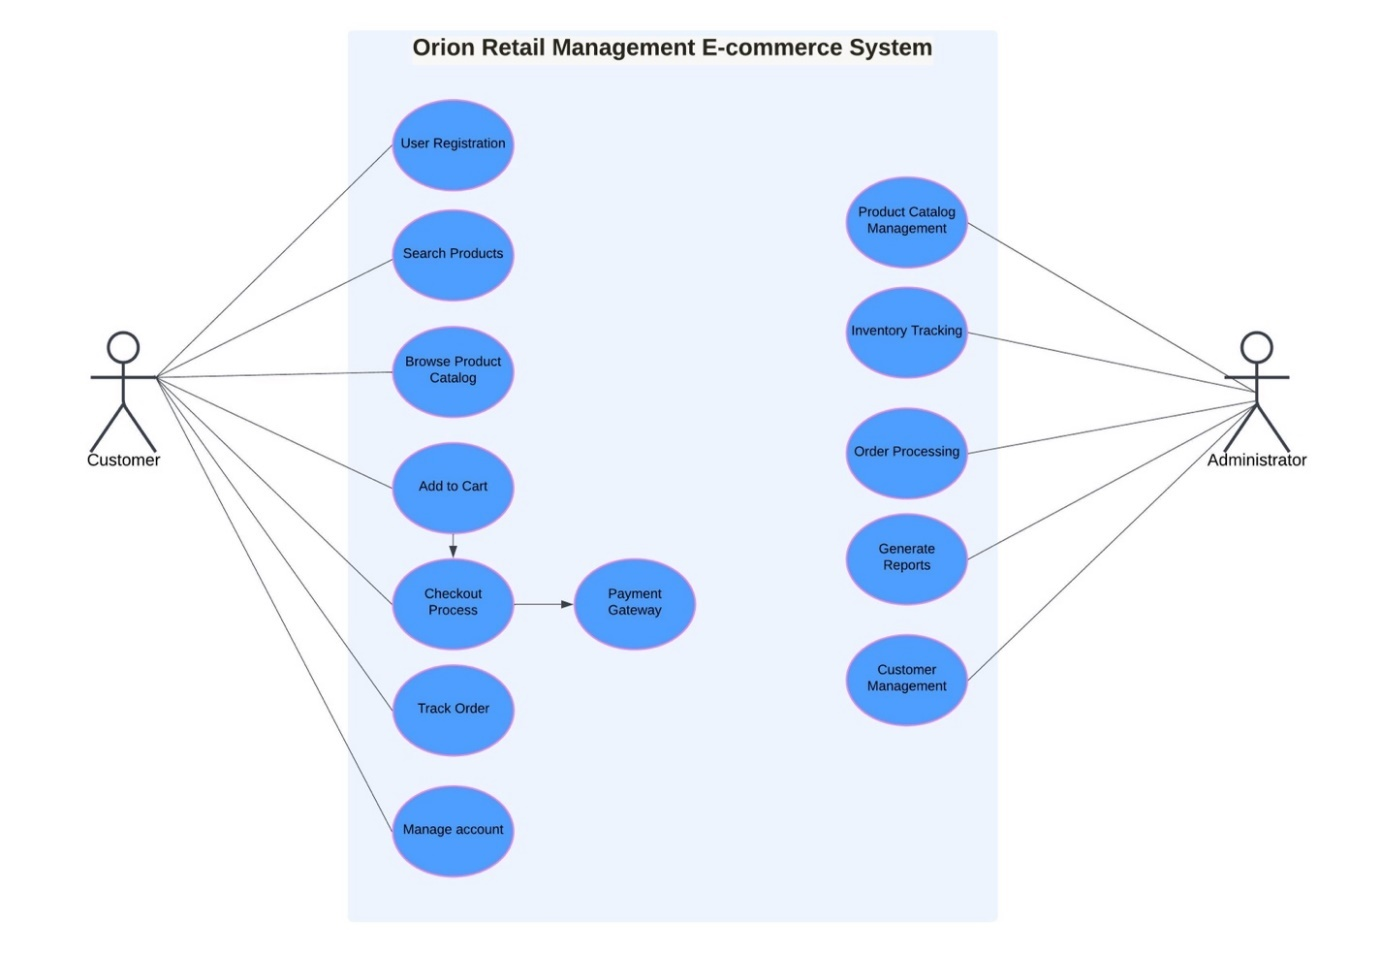 Orion Retail Management E-commerce System
User Registration
Search Products
Browse Product
Catalog
Add to Cart
Checkout
Process
Payment
Gateway
Track Order
Manage account
Product Catalog
Management
Inventory Tracking
Order Processing
Generate
Reports
Customer
Management
Customer
Administrator